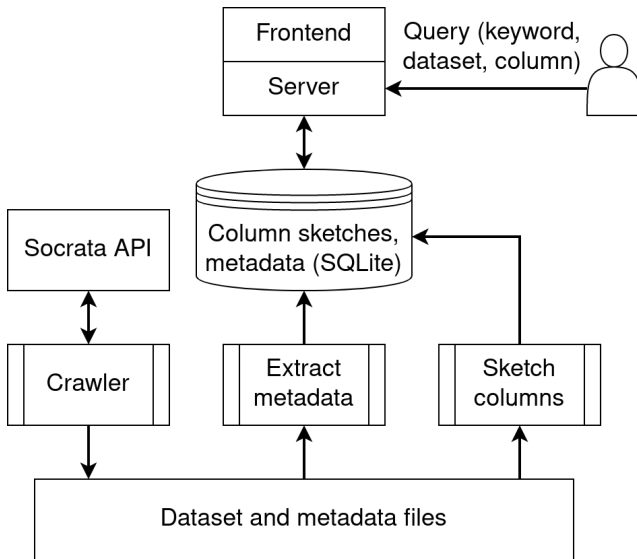 Frontend
Server
Query (keyword,
dataset, column)
Column sketches,
metadata (SQLite)
Socrata API
Crawler
Extract
metadata
Sketch
columns
Dataset and metadata files